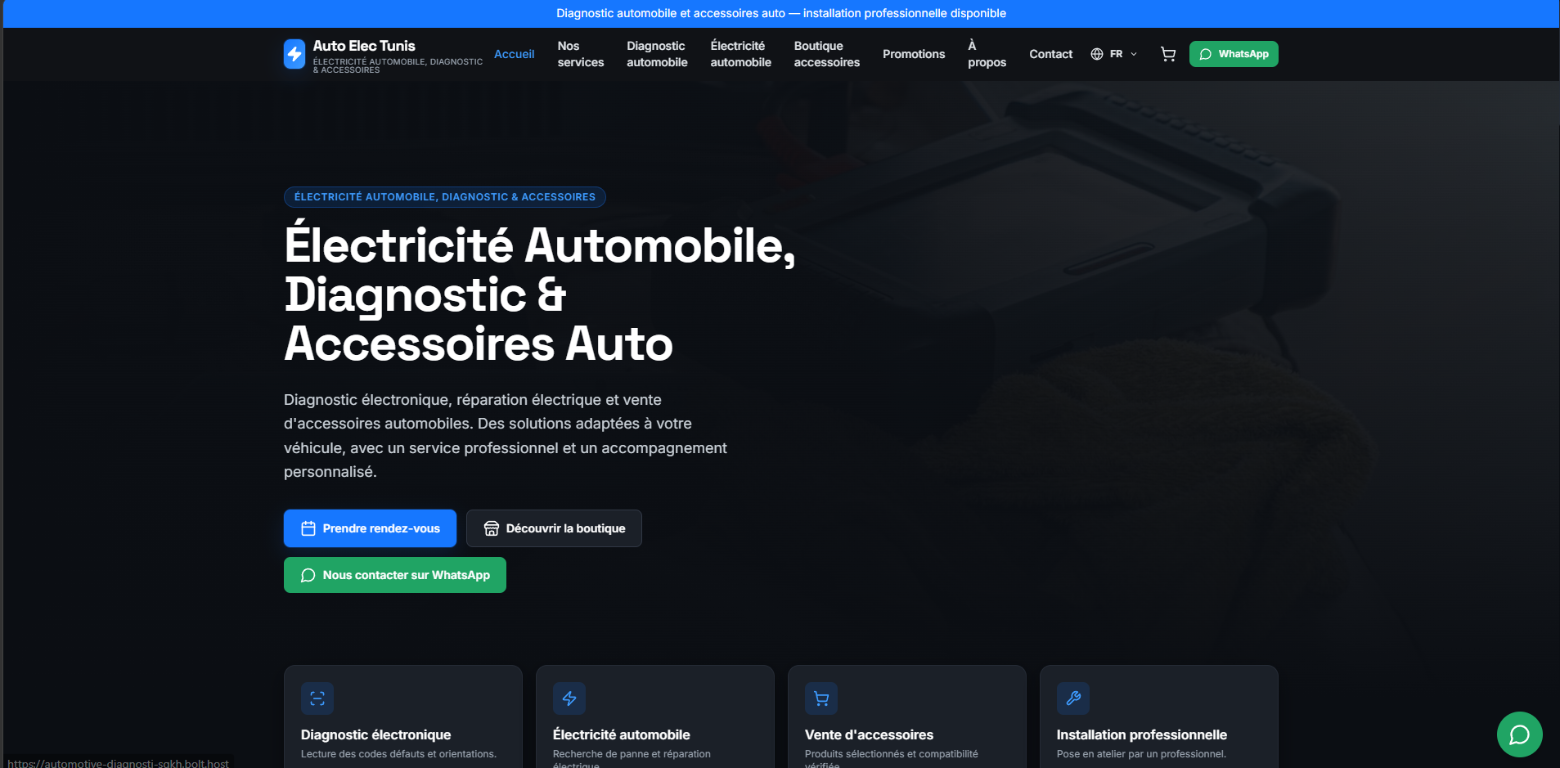 Diagnostic automobile et accessoires auto — installation professionnelle disponible
Auto Elec Tunis
ÉLECTRICITÉ AUTOMOBILE, DIAGNOSTIC
& ACCESSOIRES
Accueil
Nos
services
Diagnostic
automobile
Électricité
automobile
Boutique
accessoires
Promotions
À
propos
Contact
FR
WhatsApp
ÉLECTRICITÉ AUTOMOBILE, DIAGNOSTIC & ACCESSOIRES
Électricité Automobile,
Diagnostic &
Accessoires Auto
Diagnostic électronique, réparation électrique et vente
d'accessoires automobiles. Des solutions adaptées à votre
véhicule, avec un service professionnel et un accompagnement
personnalisé.
Prendre rendez-vous
Découvrir la boutique
Nous contacter sur WhatsApp
Diagnostic électronique
Lecture des codes défauts et orientations.
Électricité automobile
Recherche de panne et réparation
électrique.
Vente d'accessoires
Produits sélectionnés et compatibilité
vérifiée.
Installation professionnelle
Pose en atelier par un professionnel.
https://automotive-diagnosti-sgkh.bolt.host